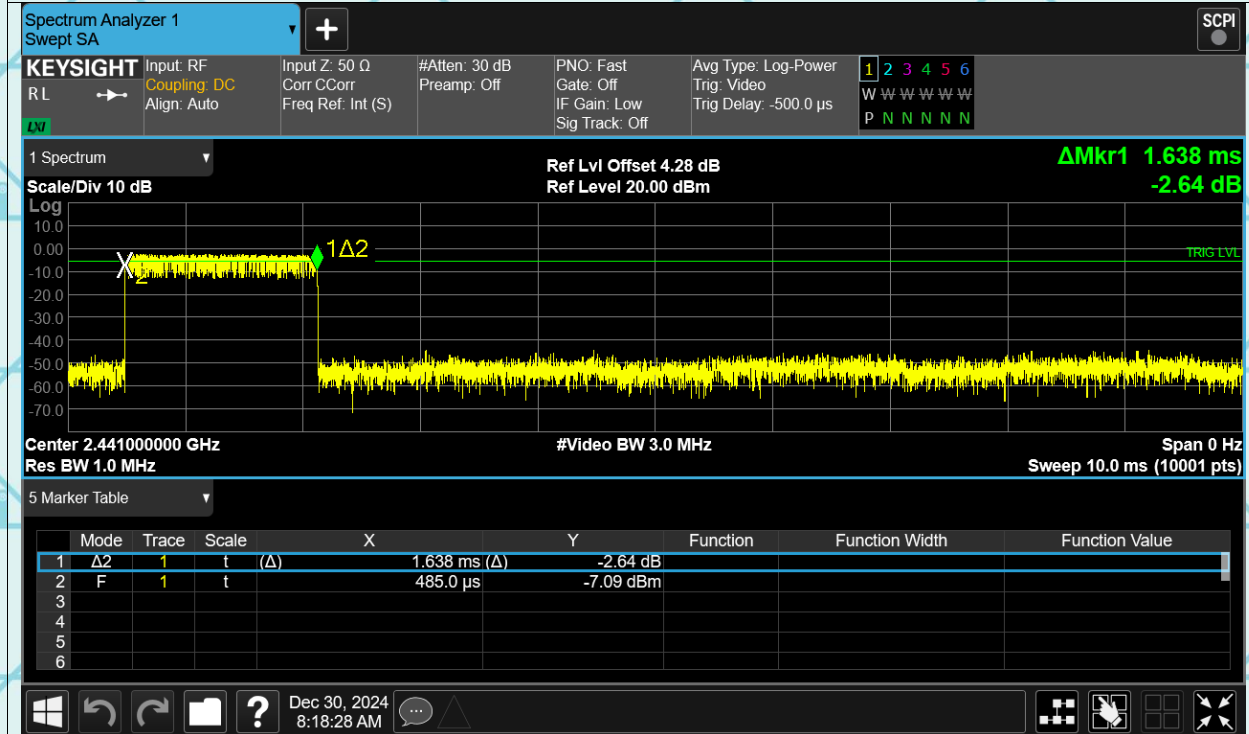 Spectrum Analyzer 1
Swept SA
+
SCPI
KEYSIGHT
R L
LXI
Input: RF
Coupling: DC
Align: Auto
Input Z: 50 Ω
Corr CCorr
Freq Ref: Int (S)
#Atten: 30 dB
Preamp: Off
PNO: Fast
Gate: Off
IF Gain: Low
Sig Track: Off
Avg Type: Log-Power
Trig: Video
Trig Delay: -500.0 µs
1 2 3 4 5 6
W W W W W W
P N N N N N
1 Spectrum
Scale/Div 10 dB
Ref Lvl Offset 4.28 dB
Ref Level 20.00 dBm
ΔMkr1 1.638 ms
-2.64 dB
Log
10.0
0.00
-10.0
-20.0
-30.0
-40.0
-50.0
-60.0
-70.0
X
2
1Δ2
TRIG LVL
Center 2.441000000 GHz
#Video BW 3.0 MHz
Span 0 Hz
Res BW 1.0 MHz
Sweep 10.0 ms (10001 pts)
5 Marker Table
Mode Trace Scale X Y Function Function Width Function Value
1 Δ2 1 t (Δ) 1.638 ms (Δ) -2.64 dB
2 F 1 t 485.0 µs -7.09 dBm
3
4
5
6
?
Dec 30, 2024
8:18:28 AM